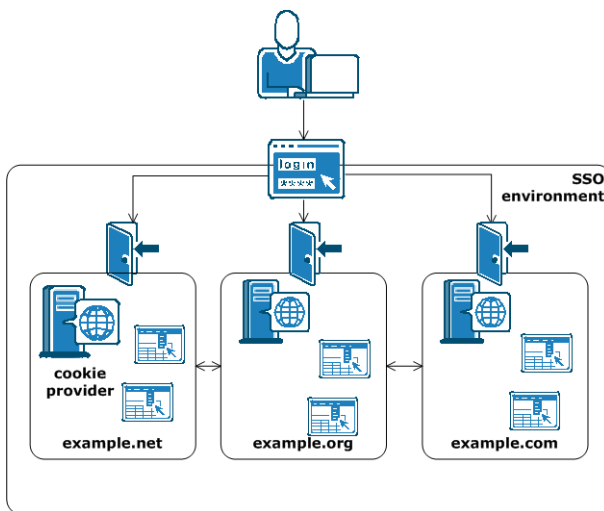 login
****
SSO
environment
cookie
provider
example.net
example.org
example.com